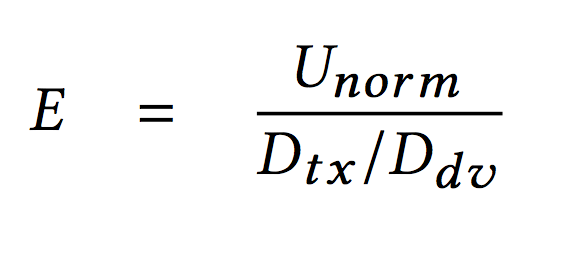 E = U_norm / (D_tx/D_dv)